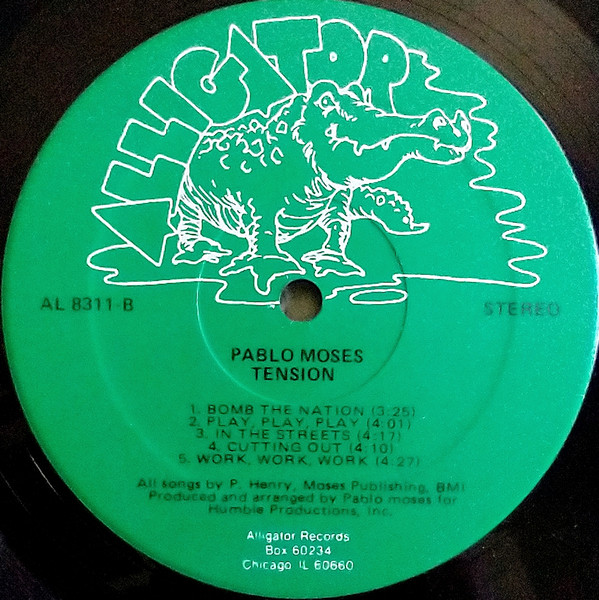 ALLIGATOR
AL 8311-B
STEREO
PABLO MOSES
TENSION
1. BOMB THE NATION (3:25)
2. PLAY, PLAY, PLAY (4:01)
3. IN THE STREETS (4:17)
4. CUTTING OUT (4:10)
5. WORK, WORK, WORK (4:27)
All songs by P. Henry, Moses Publishing, BMI
Produced and arranged by Pablo moses for
Humble Productions, Inc.
Alligator Records
Box 60234
Chicago IL 60660